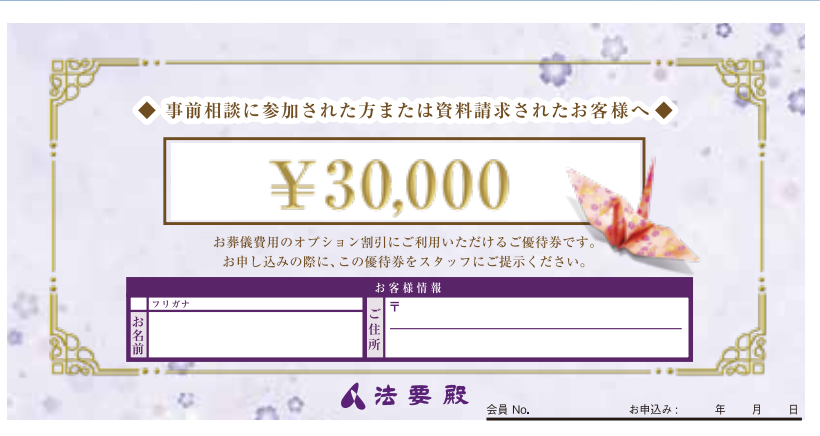 ◆ 事前相談に参加された方または資料請求されたお客様へ ◆
¥30,000
お葬儀費用のオプション割引にご利用いただけるご優待券です。
お申し込みの際に、この優待券をスタッフにご提示ください。
お客様情報
フリガナ
お名前
ご住所
〒
法要殿
会員 No.
お申込み： 年 月 日